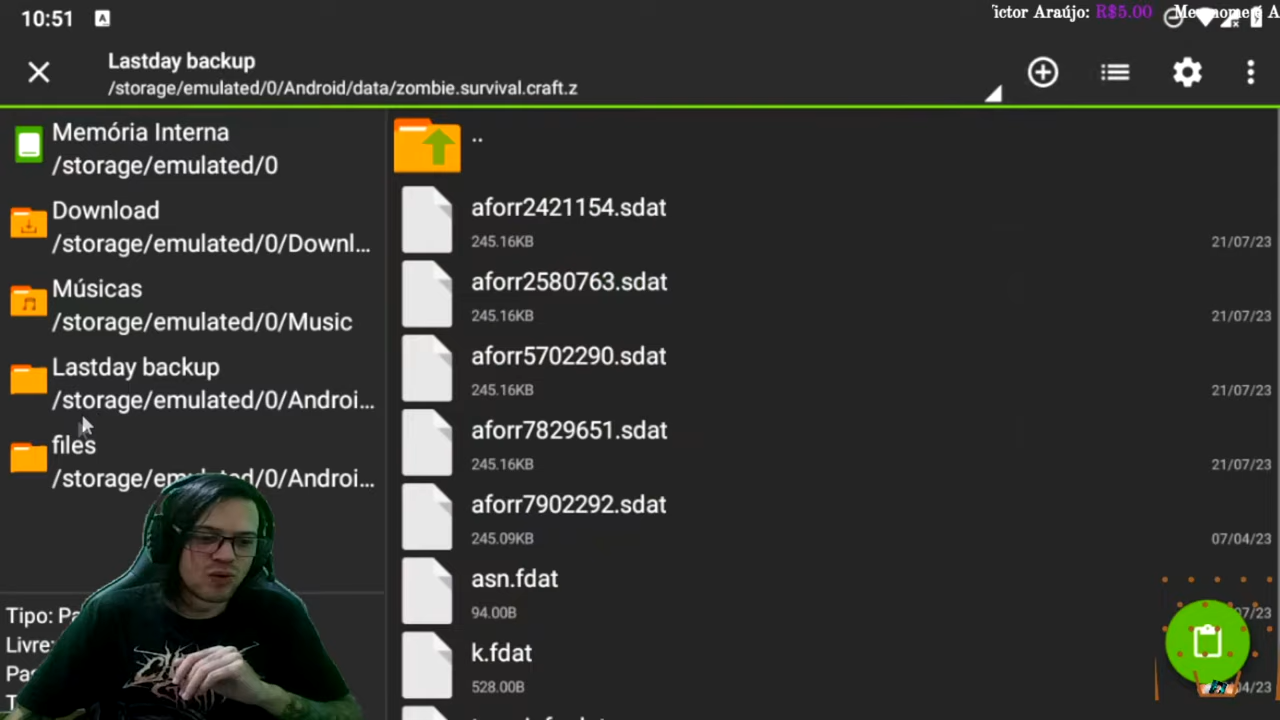 10:51
ictor Araújo: R$5.00
Lastday backup
/storage/emulated/0/Android/data/zombie.survival.craft.z
Memória Interna
/storage/emulated/0
Download
/storage/emulated/0/Downl...
Músicas
/storage/emulated/0/Music
Lastday backup
/storage/emulated/0/Androi...
files
/storage/emulated/0/Androi...
Tipo:
Livre:
..
aforr2421154.sdat
245.16KB
21/07/23
aforr2580763.sdat
245.16KB
21/07/23
aforr5702290.sdat
245.16KB
21/07/23
aforr7829651.sdat
245.16KB
21/07/23
aforr7902292.sdat
245.09KB
07/04/23
asn.fdat
94.00B
k.fdat
528.00B